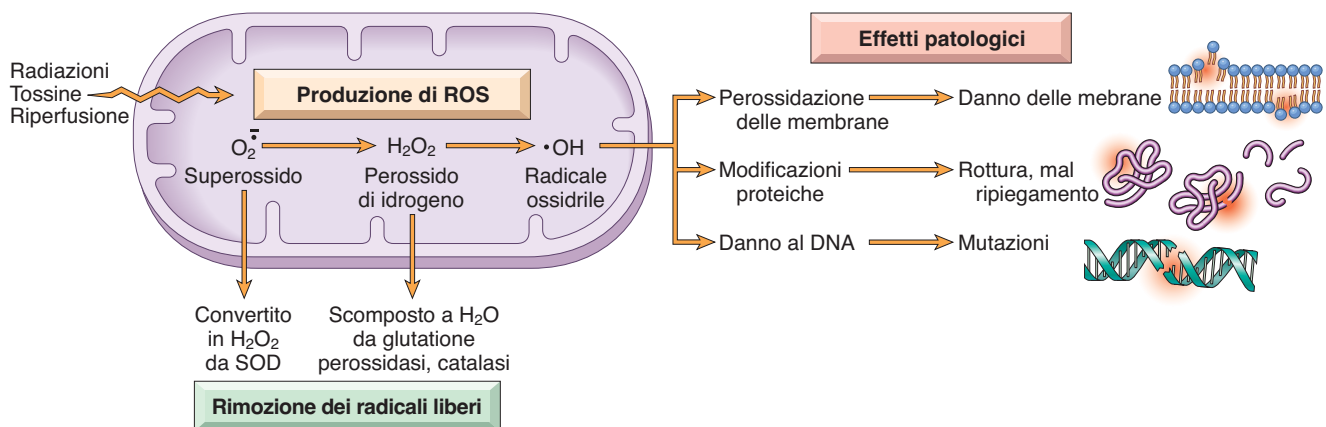 Effetti patologici
Radiazioni
Tossine
Riperfusione
Produzione di ROS
O₂•̄
Superossido
H₂O₂
Perossido
di idrogeno
•OH
Radicale
ossidrile
Perossidazione
delle membrane
Danno delle mebrane
Modificazioni
proteiche
Rottura, mal
ripiegamento
Danno al DNA
Mutazioni
Convertito
in H₂O₂
da SOD
Scomposto a H₂O
da glutatione
perossidasi, catalasi
Rimozione dei radicali liberi